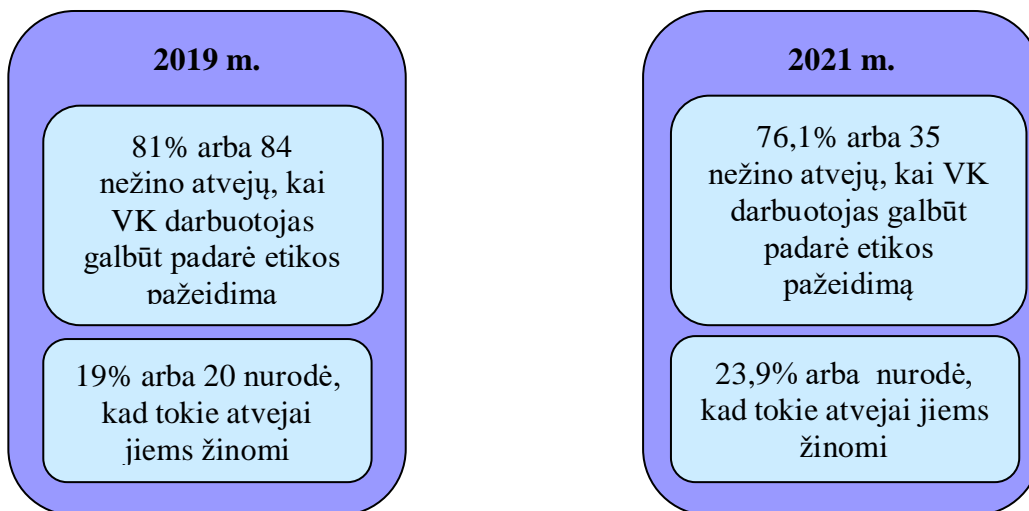 2019 m.
81% arba 84
nežino atvejų, kai
VK darbuotojas
galbūt padarė etikos
pažeidima
19% arba 20 nurodė,
kad tokie atvejai
jiems žinomi
2021 m.
76,1% arba 35
nežino atvejų, kai VK
darbuotojas galbūt
padarė etikos
pažeidimą
23,9% arba  nurodė,
kad tokie atvejai jiems
žinomi